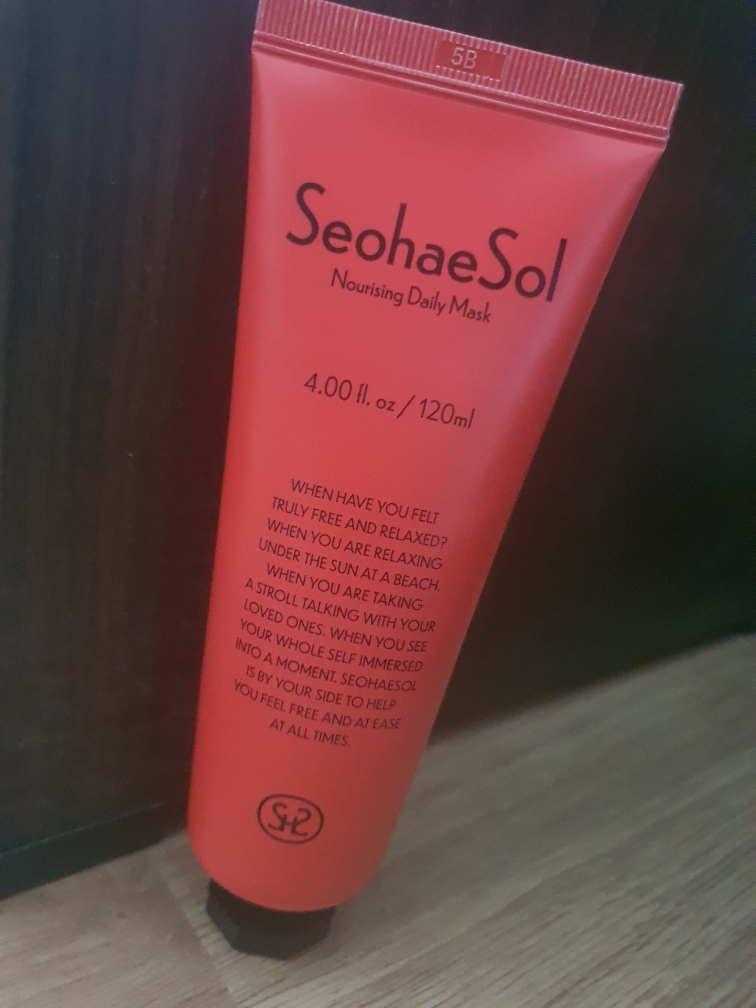 5B
SeohaeSol
Nourising Daily Mask
4.00 fl. oz / 120ml
WHEN HAVE YOU FELT
TRULY FREE AND RELAXED?
WHEN YOU ARE RELAXING
UNDER THE SUN AT A BEACH.
WHEN YOU ARE TAKING
A STROLL TALKING WITH YOUR
LOVED ONES. WHEN YOU SEE
YOUR WHOLE SELF IMMERSED
INTO A MOMENT. SEOHAESOL
IS BY YOUR SIDE TO HELP
YOU FEEL FREE AND AT EASE
AT ALL TIMES.
SHS